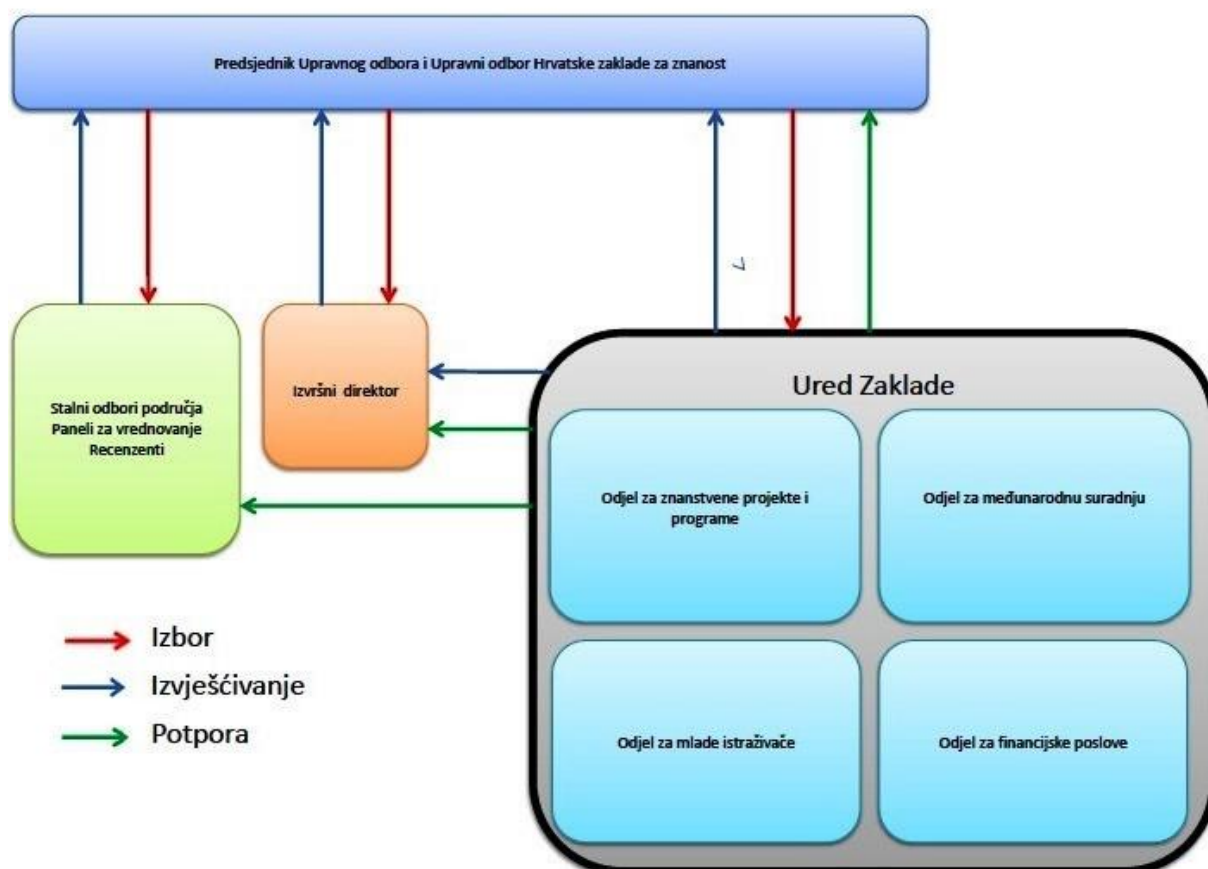 Predsjednik Upravnog odbora i Upravni odbor Hrvatske zaklade za znanost
Stalni odbori područja
Paneli za vrednovanje
Recenzenti
Izvršni direktor
Ured Zaklade
Odjel za znanstvene projekte i
programe
Odjel za međunarodnu suradnju
Odjel za mlade istraživače
Odjel za financijske poslove
Izbor
Izvješćivanje
Potpora